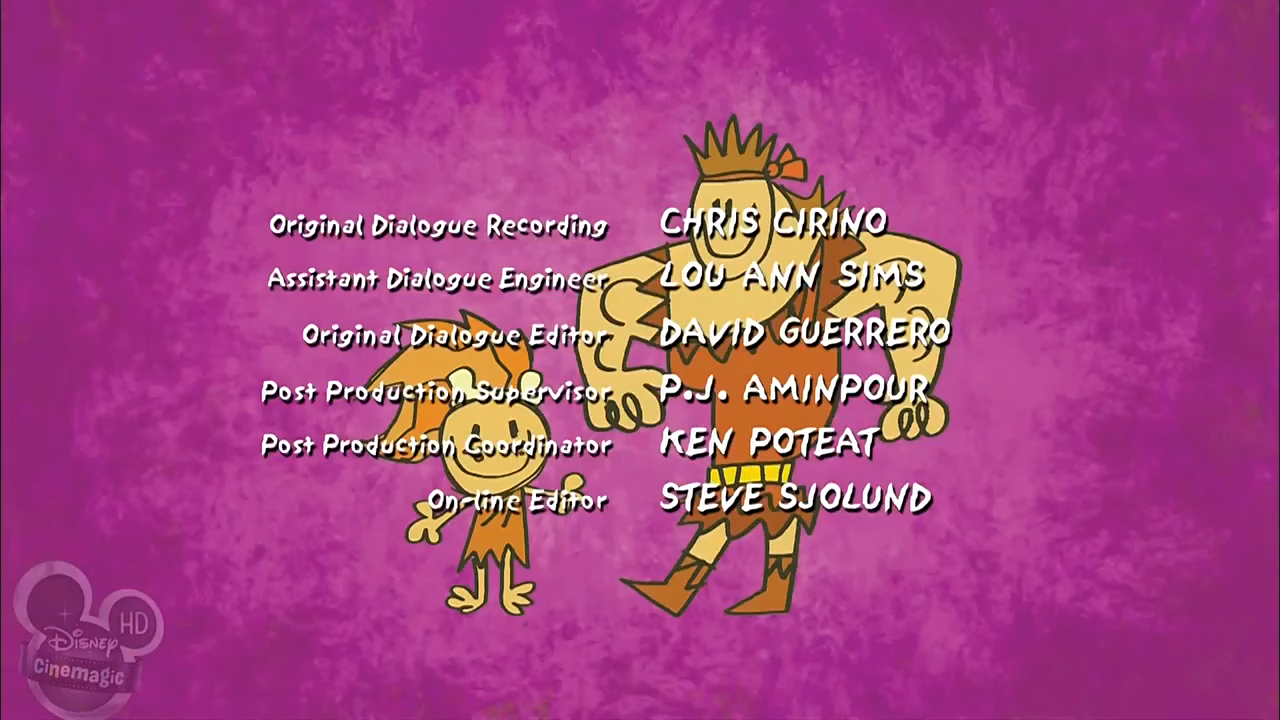 Original Dialogue Recording CHRIS CIRINO
Assistant Dialogue Engineer LOU ANN SIMS
Original Dialogue Editor DAVID GUERRERO
Post Production Supervisor P.J. AMINPOUR
Post Production Coordinator KEN POTEAT
On-line Editor STEVE SJOLUND
HD
Disney
Cinemagic